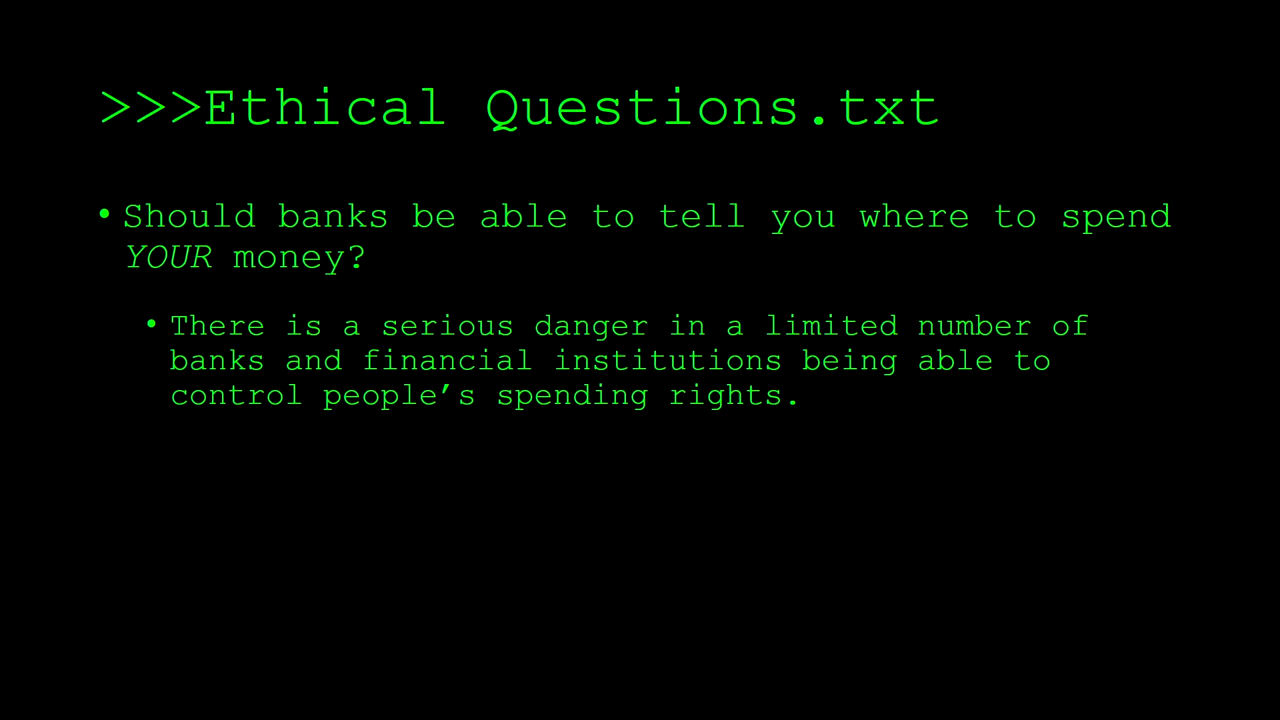 >>>Ethical Questions.txt
• Should banks be able to tell you where to spend
YOUR money?
• There is a serious danger in a limited number of
banks and financial institutions being able to
control people’s spending rights.